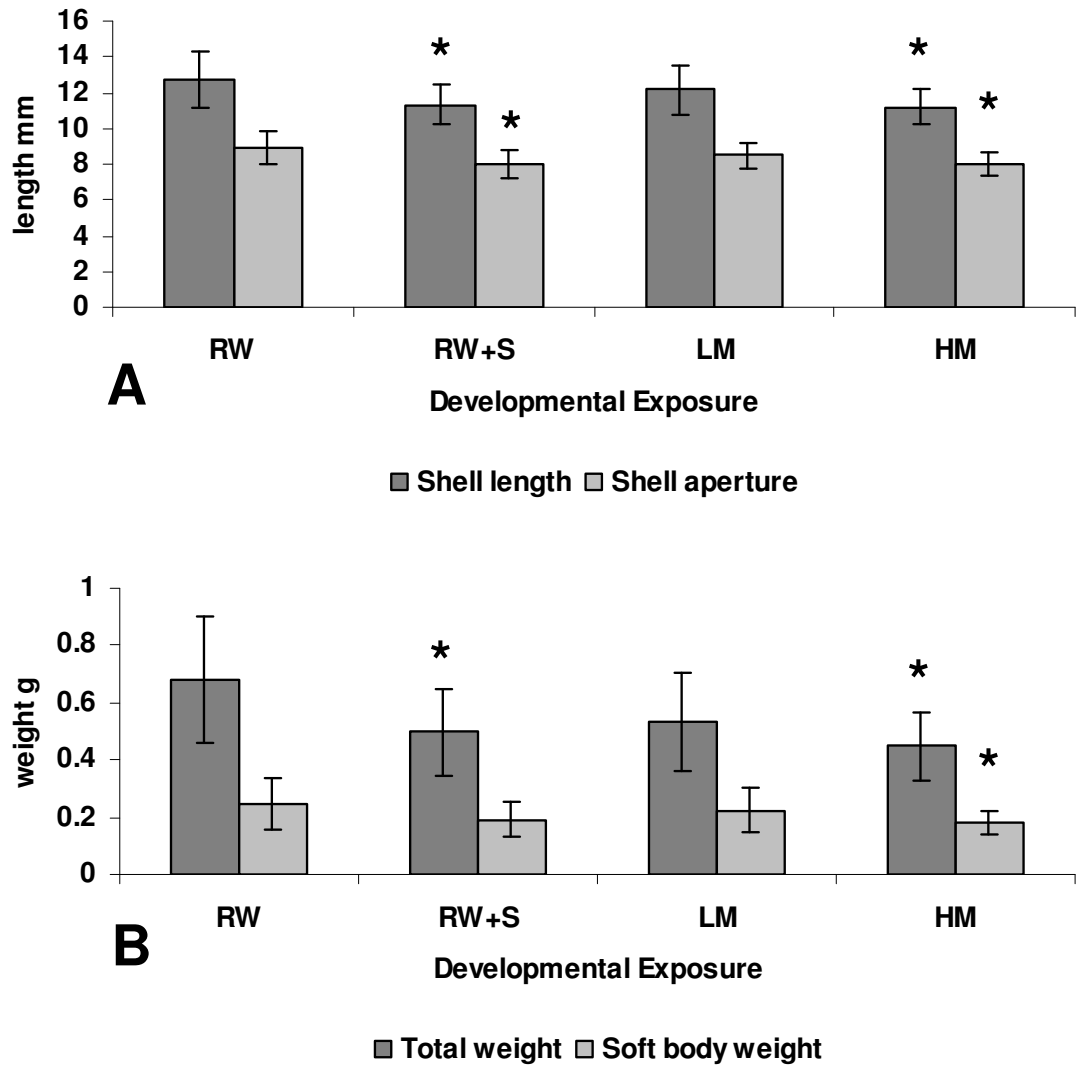 16
14
12
10
8
6
4
2
0
length mm
* * * *
RW RW+S LM HM
A
Developmental Exposure
Shell length Shell aperture
1
0.8
0.6
0.4
0.2
0
weight g
* * *
RW RW+S LM HM
B
Developmental Exposure
Total weight Soft body weight